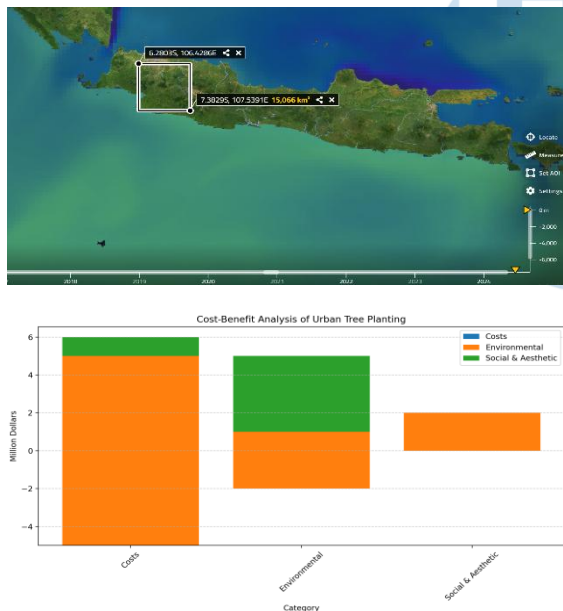 6.2803S, 106.4286E
7.3829S, 107.5391E 15,066 km²
Locate
Measure
Set AOI
Settings
0 m
-2,000
-4,000
-6,000
2018 2019 2020 2021 2022 2023 2024
Cost-Benefit Analysis of Urban Tree Planting
Costs
Environmental
Social & Aesthetic
Million Dollars
6
4
2
0
−2
−4
Costs
Environmental
Social & Aesthetic
Category